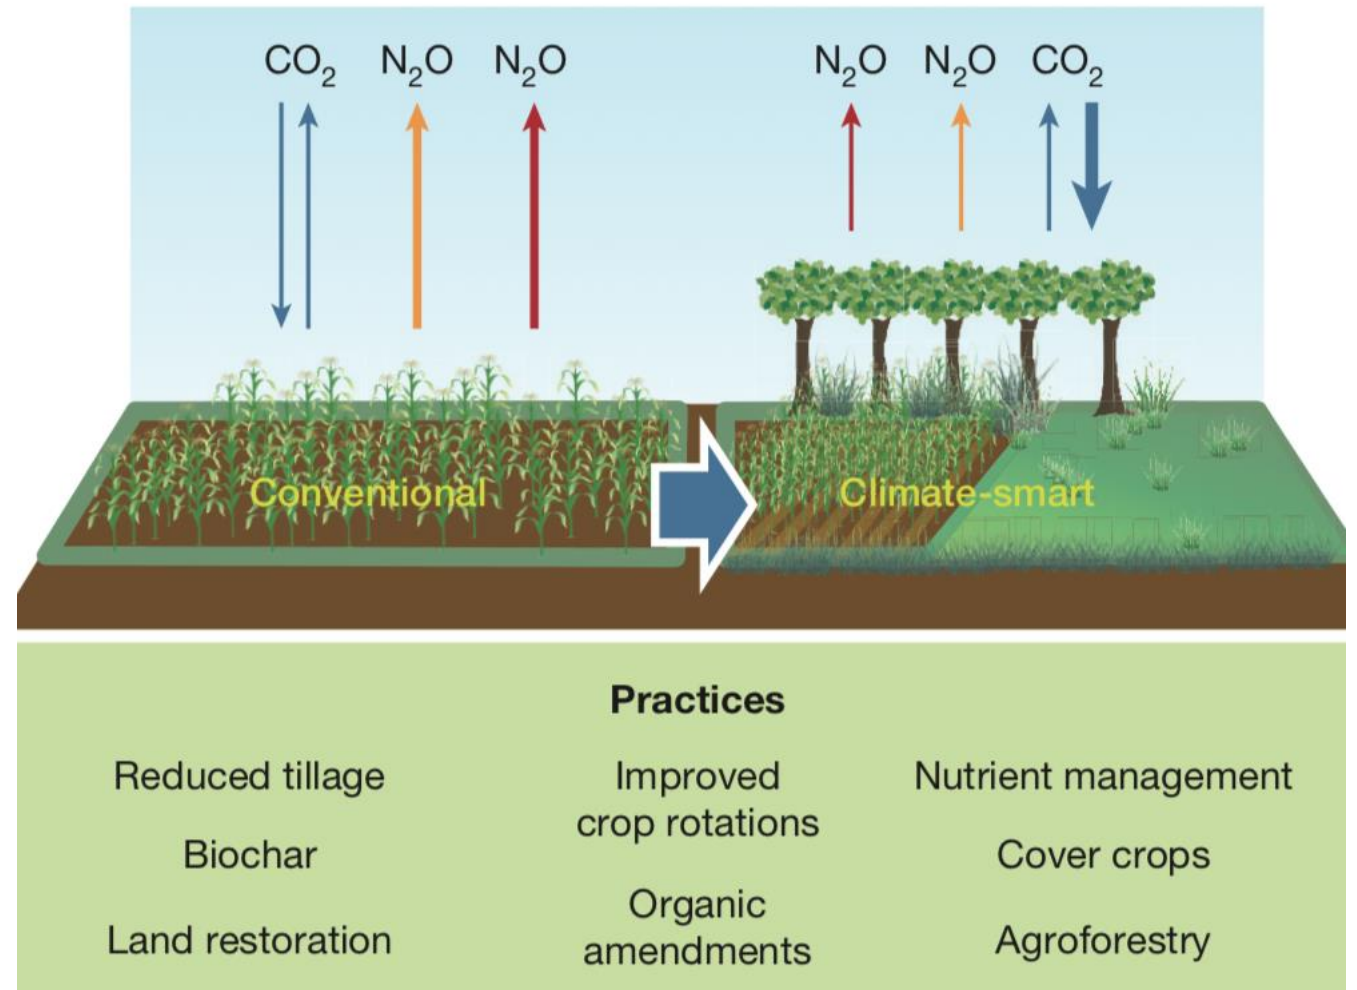 CO₂ N₂O N₂O N₂O N₂O CO₂
Conventional Climate-smart
Practices
Reduced tillage
Biochar
Land restoration
Improved
crop rotations
Organic
amendments
Nutrient management
Cover crops
Agroforestry